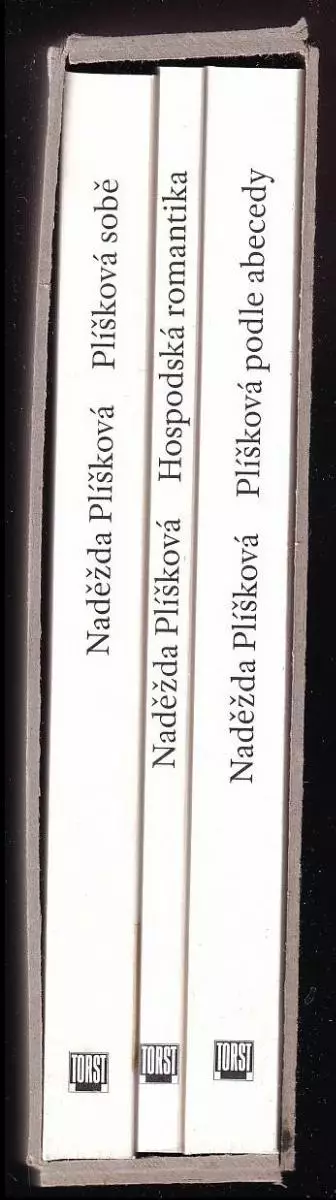 Naděžda Plíšková Plíšková sobě
TORST
Naděžda Plíšková Hospodská romantika
TORST
Naděžda Plíšková Plíšková podle abecedy
TORST